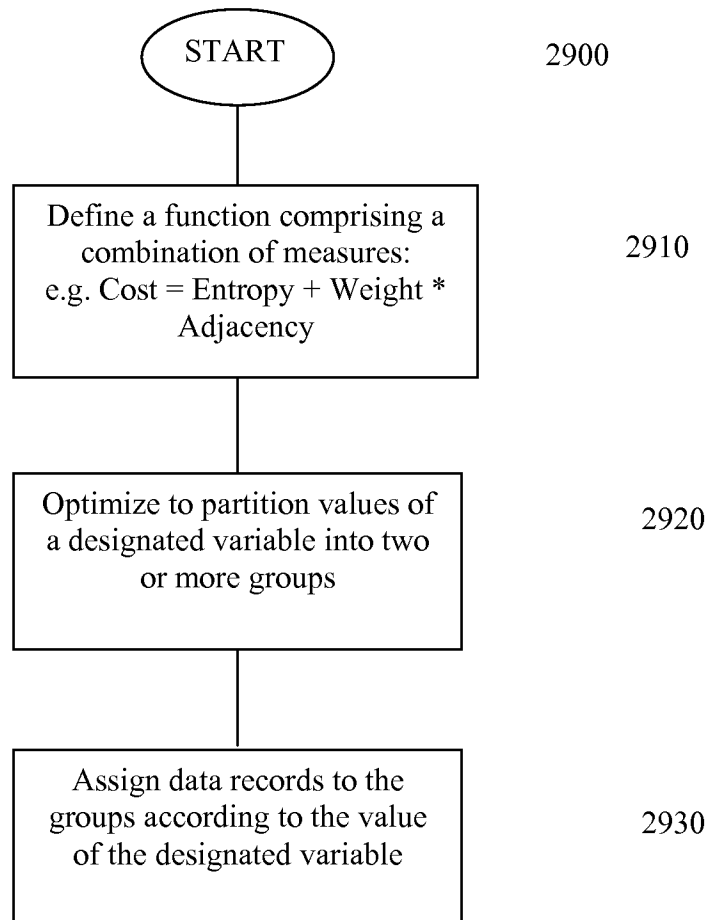 START
2900
Define a function comprising a
combination of measures:
e.g. Cost = Entropy + Weight *
Adjacency
2910
Optimize to partition values of
a designated variable into two
or more groups
2920
Assign data records to the
groups according to the value
of the designated variable
2930